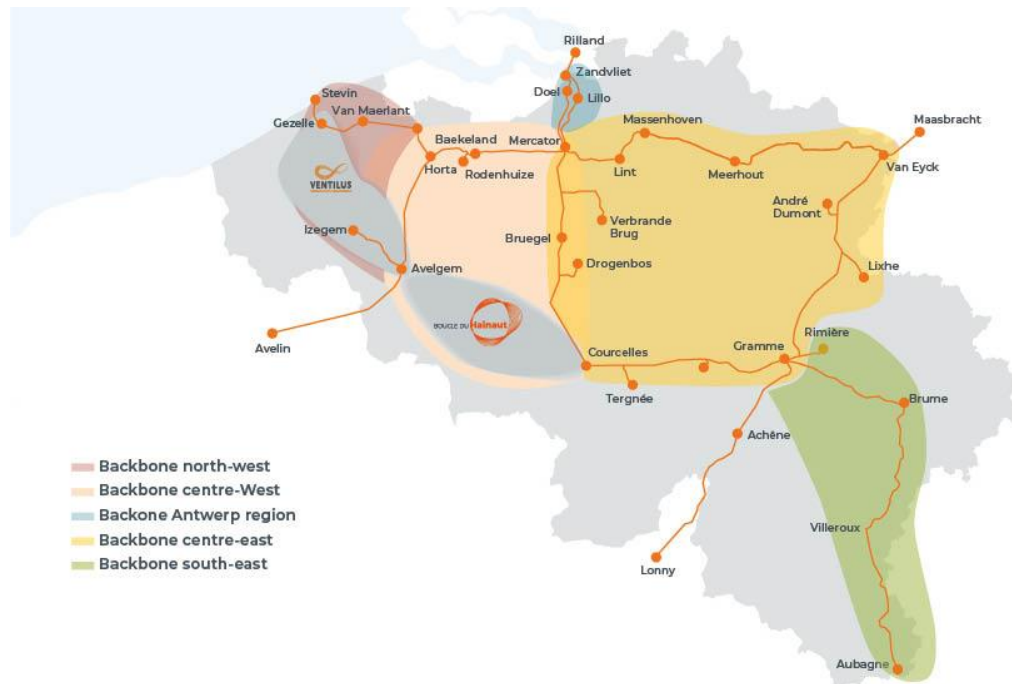 Rilland
Zandvliet
Doel
Lillo
Stevin
Van Maerlant
Gezelle
Massenhoven
Maasbracht
Baekeland
Mercator
Horta
Rodenhuize
Lint
Meerhout
Van Eyck
VENTILUS
André
Dumont
Izegem
Verbrande
Brug
Bruegel
Avelgem
Drogenbos
Lixhe
BOUCLE DU Hainaut
Avelin
Courcelles
Gramme
Rimière
Tergnée
Brume
Achêne
Backbone north-west
Backbone centre-West
Backone Antwerp region
Backbone centre-east
Backbone south-east
Villeroux
Lonny
Aubagne